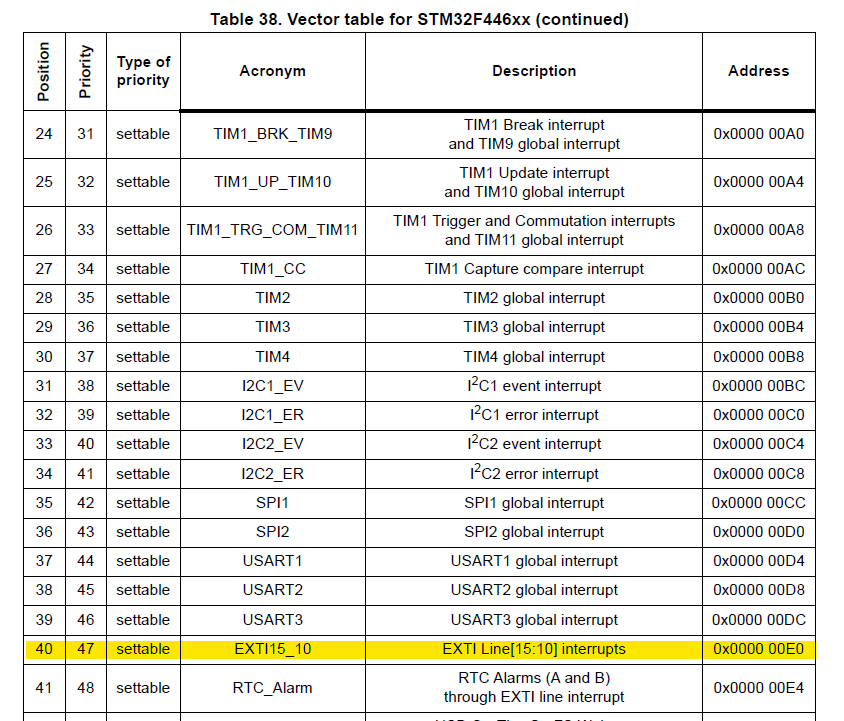 Table 38. Vector table for STM32F446xx (continued)
Position Priority Type of priority Acronym Description Address
24 31 settable TIM1_BRK_TIM9 TIM1 Break interrupt and TIM9 global interrupt 0x0000 00A0
25 32 settable TIM1_UP_TIM10 TIM1 Update interrupt and TIM10 global interrupt 0x0000 00A4
26 33 settable TIM1_TRG_COM_TIM11 TIM1 Trigger and Commutation interrupts and TIM11 global interrupt 0x0000 00A8
27 34 settable TIM1_CC TIM1 Capture compare interrupt 0x0000 00AC
28 35 settable TIM2 TIM2 global interrupt 0x0000 00B0
29 36 settable TIM3 TIM3 global interrupt 0x0000 00B4
30 37 settable TIM4 TIM4 global interrupt 0x0000 00B8
31 38 settable I2C1_EV I²C1 event interrupt 0x0000 00BC
32 39 settable I2C1_ER I²C1 error interrupt 0x0000 00C0
33 40 settable I2C2_EV I²C2 event interrupt 0x0000 00C4
34 41 settable I2C2_ER I²C2 error interrupt 0x0000 00C8
35 42 settable SPI1 SPI1 global interrupt 0x0000 00CC
36 43 settable SPI2 SPI2 global interrupt 0x0000 00D0
37 44 settable USART1 USART1 global interrupt 0x0000 00D4
38 45 settable USART2 USART2 global interrupt 0x0000 00D8
39 46 settable USART3 USART3 global interrupt 0x0000 00DC
40 47 settable EXTI15_10 EXTI Line[15:10] interrupts 0x0000 00E0
41 48 settable RTC_Alarm RTC Alarms (A and B) through EXTI line interrupt 0x0000 00E4